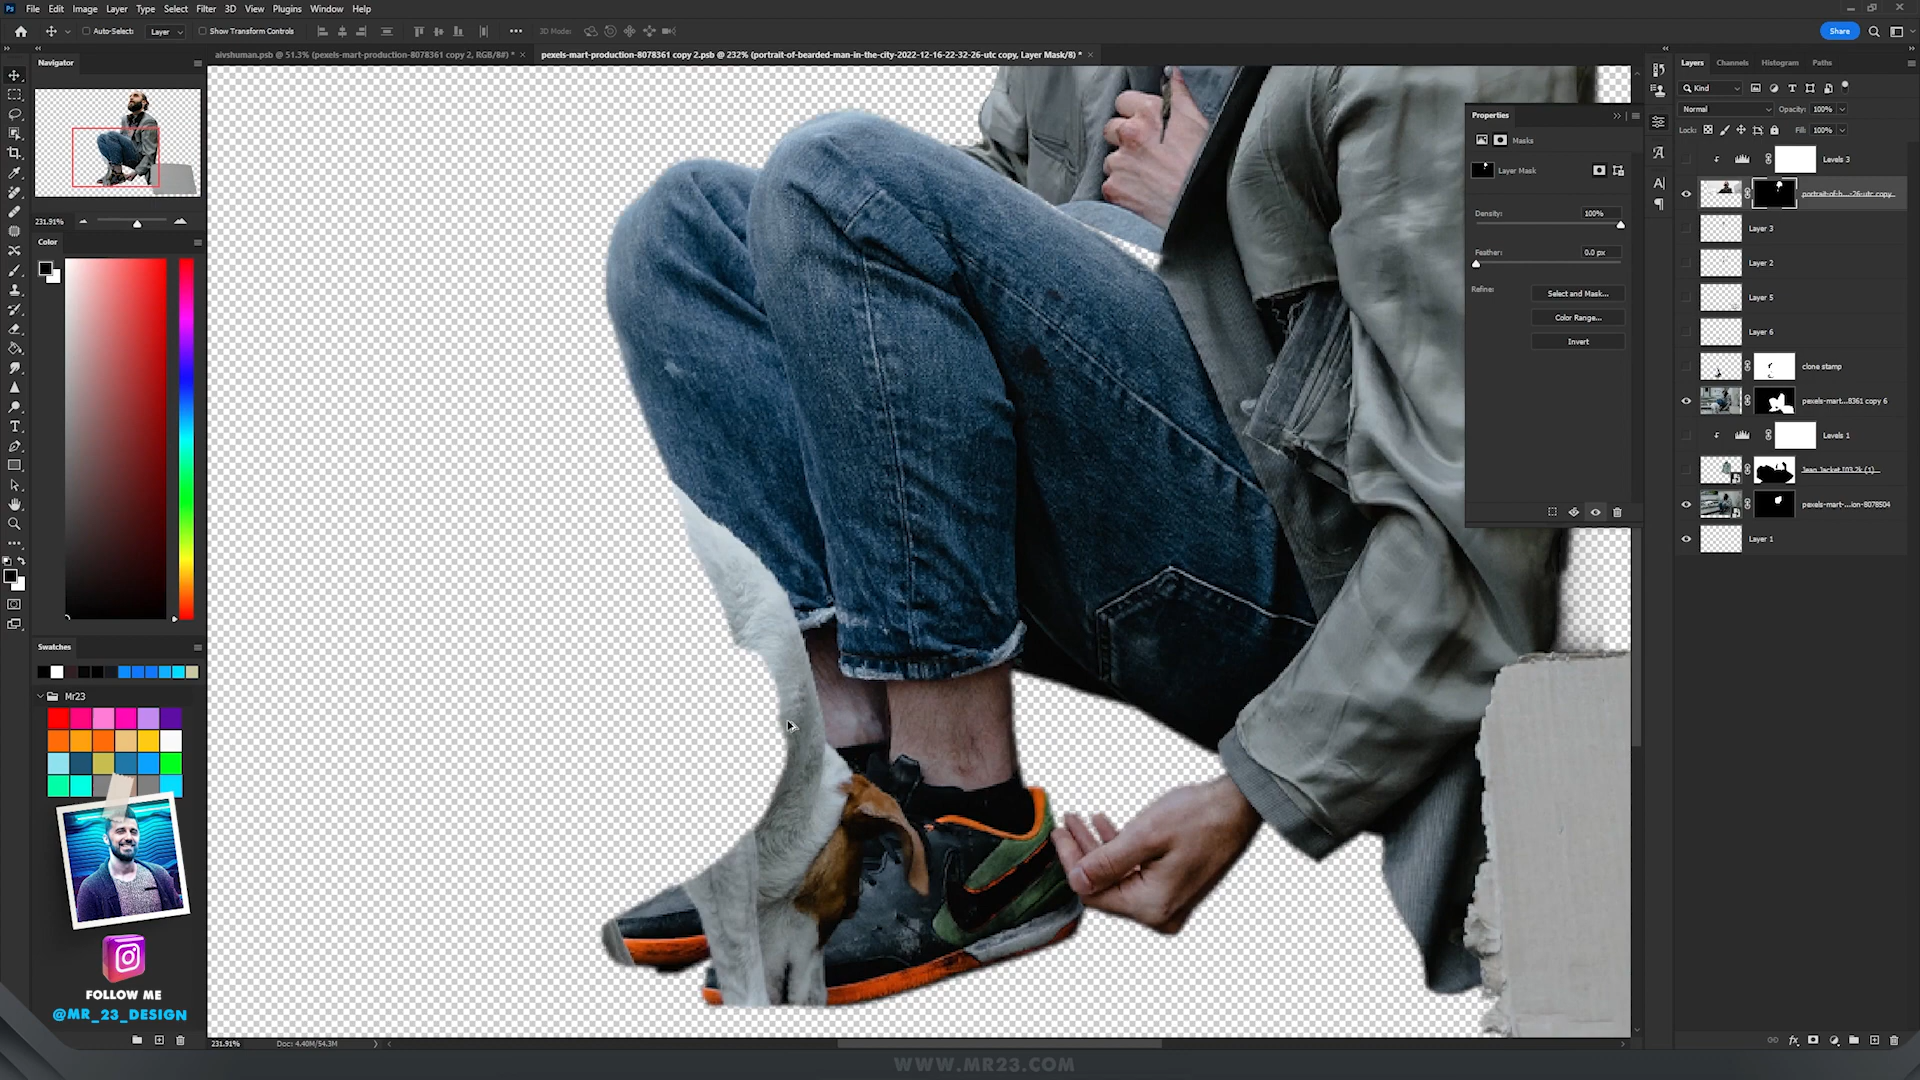 File Edit Image Layer Type Select Filter 3D View Plugins Window Help
Auto-Select: Layer Show Transform Controls 3D Mode: Share
aivshuman.psb @ 51.3% (pexels-mart-production-8078361 copy 2, RGB/8#) *
pexels-mart-production-8078361 copy 2.psb @ 232% (portrait-of-bearded-man-in-the-city-2022-12-16-22-32-26-utc copy, Layer Mask/8) *
Navigator
231.91%
Color
Swatches
Mr23
FOLLOW ME
@MR_23_DESIGN
Properties
Masks
Layer Mask
Density: 100%
Feather: 0.0 px
Refine: Select and Mask...
Color Range...
Invert
Layers Channels Histogram Paths
Kind
Normal Opacity: 100%
Lock: Fill: 100%
Levels 3
portrait-of-b...-26-utc copy
Layer 3
Layer 2
Layer 5
Layer 6
clone stamp
pexels-mart...8361 copy 6
Levels 1
Jean Jacket.I03.2k (1)
pexels-mart-...ion-8078504
Layer 1
231.91% Doc: 4.40M/54.3M
WWW.MR23.COM